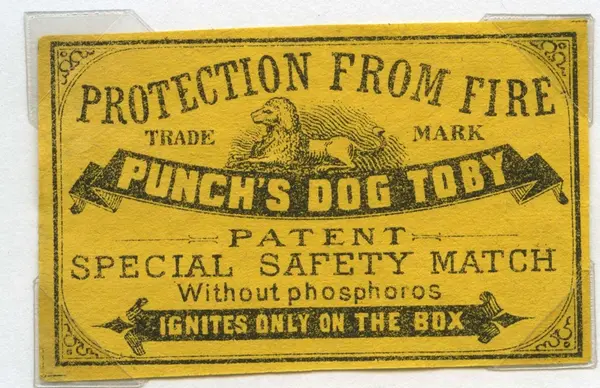 PROTECTION FROM FIRE
TRADE MARK
PUNCH'S DOG TOBY
PATENT
SPECIAL SAFETY MATCH
Without phosphoros
IGNITES ONLY ON THE BOX